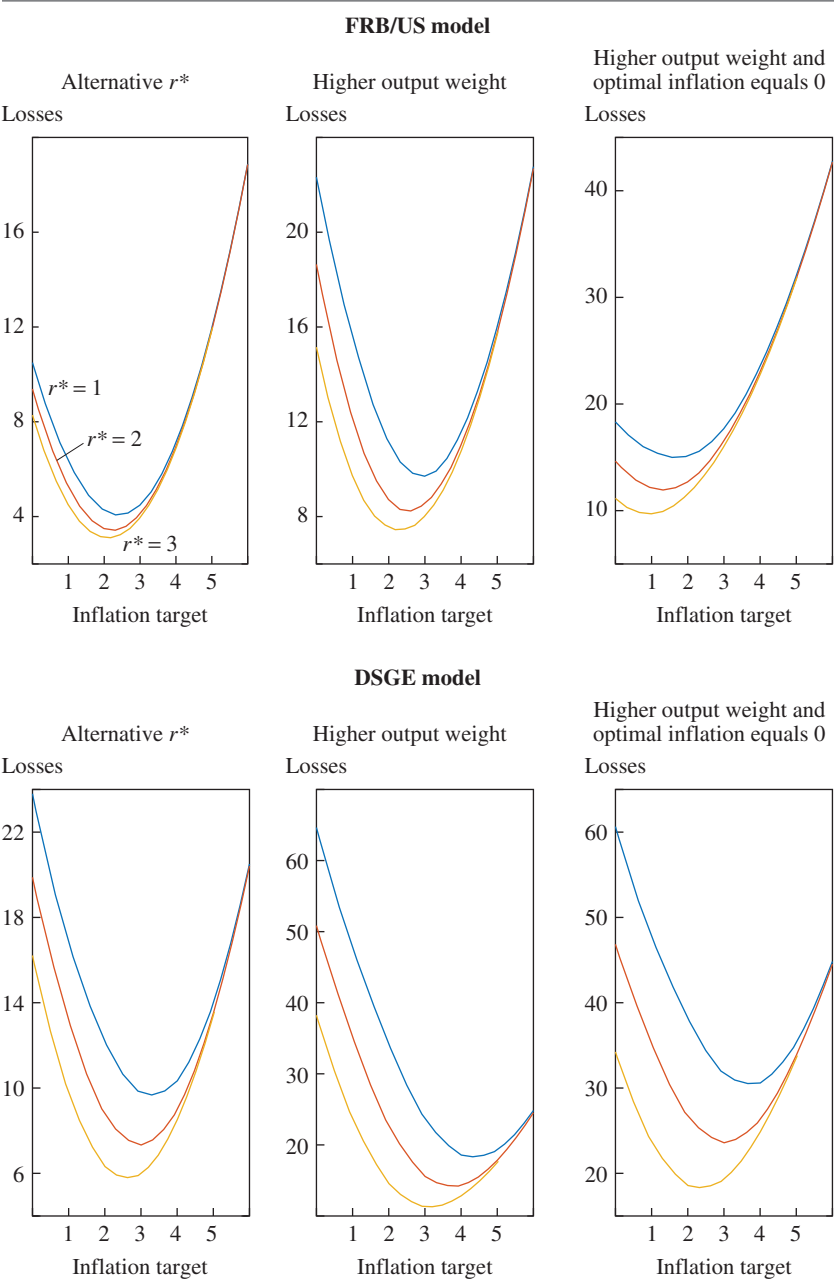 FRB/US model
Alternative r*
Losses
16
12
8
4
r* = 1
r* = 2
r* = 3
1 2 3 4 5
Inflation target
Higher output weight
Losses
20
16
12
8
1 2 3 4 5
Inflation target
Higher output weight and
optimal inflation equals 0
Losses
40
30
20
10
1 2 3 4 5
Inflation target
DSGE model
Alternative r*
Losses
22
18
14
10
6
1 2 3 4 5
Inflation target
Higher output weight
Losses
60
50
40
30
20
1 2 3 4 5
Inflation target
Higher output weight and
optimal inflation equals 0
Losses
60
50
40
30
20
1 2 3 4 5
Inflation target